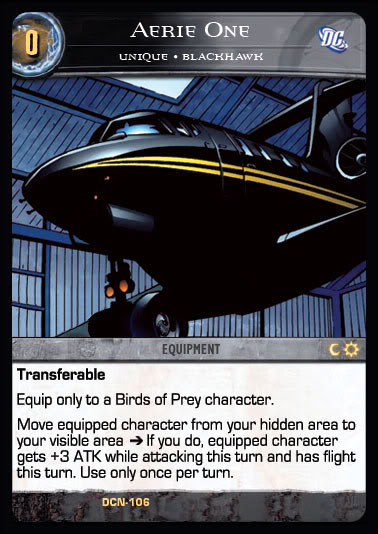 0
Aerie One
DC
UNIQUE • BLACKHAWK
EQUIPMENT
Transferable
Equip only to a Birds of Prey character.
Move equipped character from your hidden area to
your visible area ➔ If you do, equipped character
gets +3 ATK while attacking this turn and has flight
this turn. Use only once per turn.
DCN-106